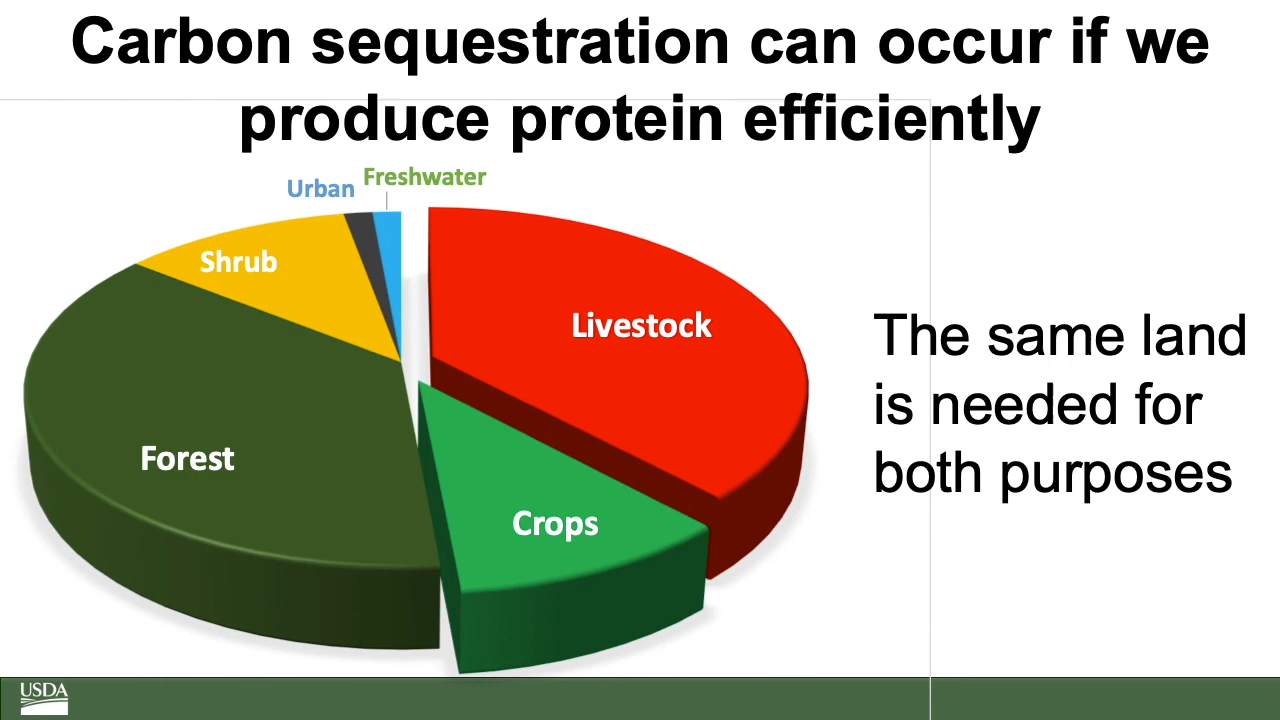 Carbon sequestration can occur if we
produce protein efficiently
Urban
Freshwater
Shrub
Livestock
Forest
Crops
The same land
is needed for
both purposes
USDA